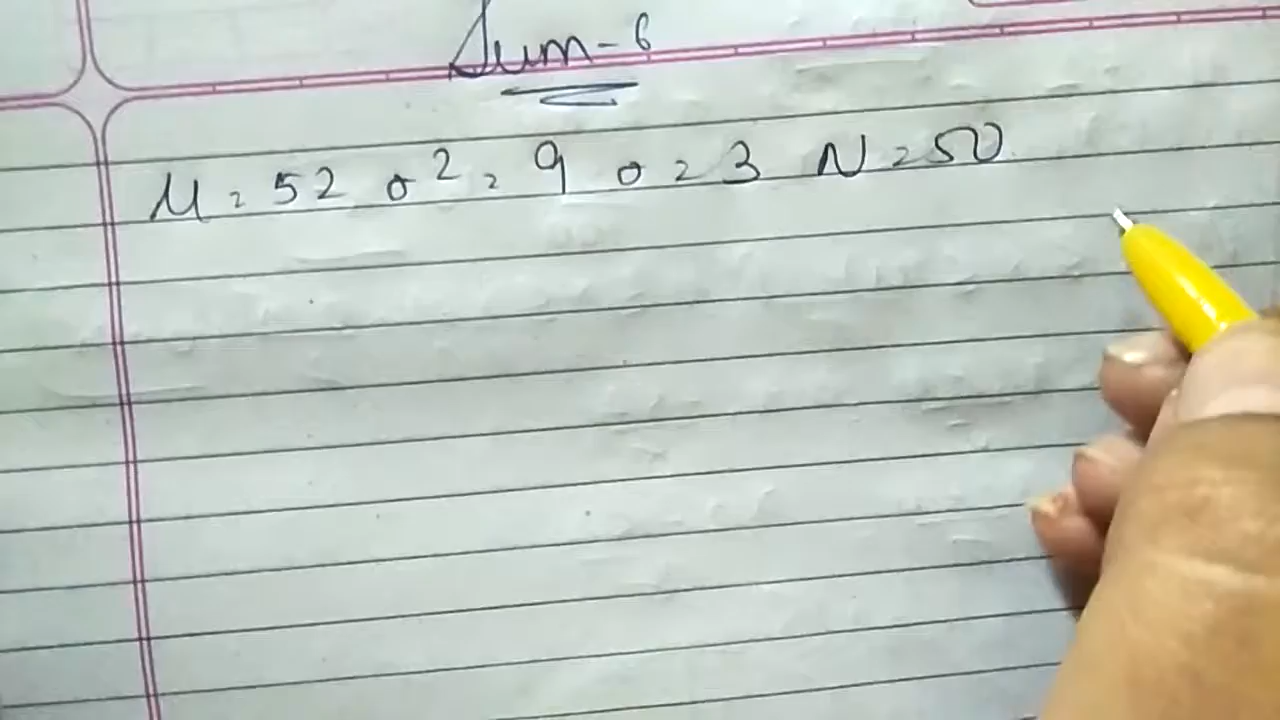 Sum-6
μ = 52 σ² = 9 σ = 3 N = 50